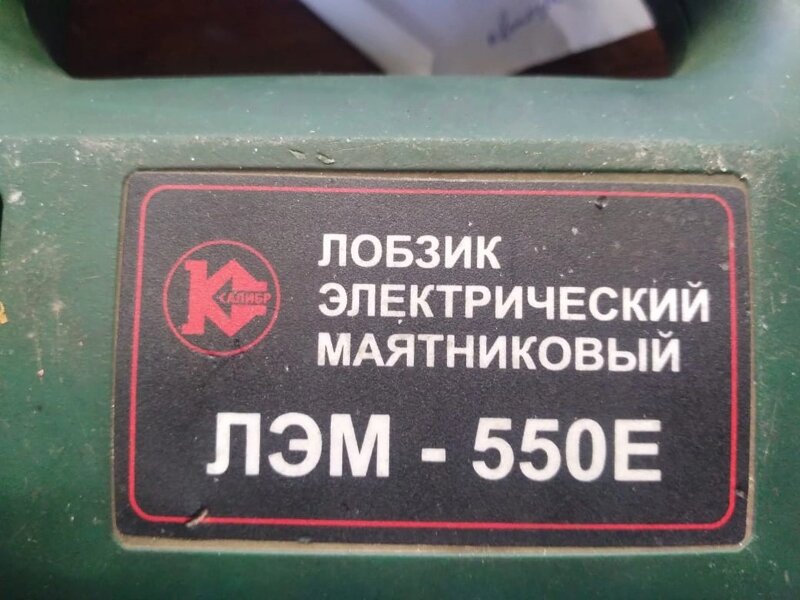 КАЛИБР
ЛОБЗИК
ЭЛЕКТРИЧЕСКИЙ
МАЯТНИКОВЫЙ
ЛЭМ - 550Е